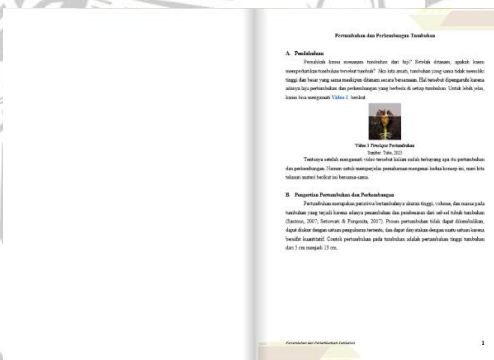 Pertumbuhan dan Perkembangan Tumbuhan
A. Pendahuluan
Pernahkah kamu menanam tumbuhan dari biji? Setelah ditanam, apakah kamu
memperhatikan tumbuhan tersebut tumbuh? Jika kita amati, tumbuhan yang sama tidak memiliki
tinggi dan besar yang sama meskipun ditanam secara bersamaan. Hal tersebut dipengaruhi karena
adanya laju pertumbuhan dan perkembangan yang berbeda di setiap tumbuhan. Untuk lebih jelas,
kamu bisa mengamati Video 1 berikut
Video 1 Timelapse Pertumbuhan
Sumber: 2021
Tentunya setelah mengamati video tersebut kalian sudah terbayang apa itu pertumbuhan
dan perkembangan. Namun untuk memperjelas pemahaman mengenai kedua konsep ini, mari kita
telusuri materi berikut ini bersama-sama.
B. Pengertian Pertumbuhan dan Perkembangan
Pertumbuhan merupakan peristiwa bertambahnya ukuran tinggi, volume, dan massa pada
tumbuhan yang terjadi karena adanya penambahan dan pembesaran dari sel-sel tubuh tumbuhan
(Santoso, 2007; Setiowati & Furqonita, 2007). Proses pertumbuhan tidak dapat dikembalikan,
dapat diukur dengan satuan pengukuran tertentu, dan dapat dinyatakan dengan suatu satuan karena
bersifat kuantitatif. Contoh pertumbuhan pada tumbuhan adalah pertambahan tinggi tumbuhan
dari 5 cm menjadi 15 cm.
Pertumbuhan dan Perkembangan Tumbuhan
1